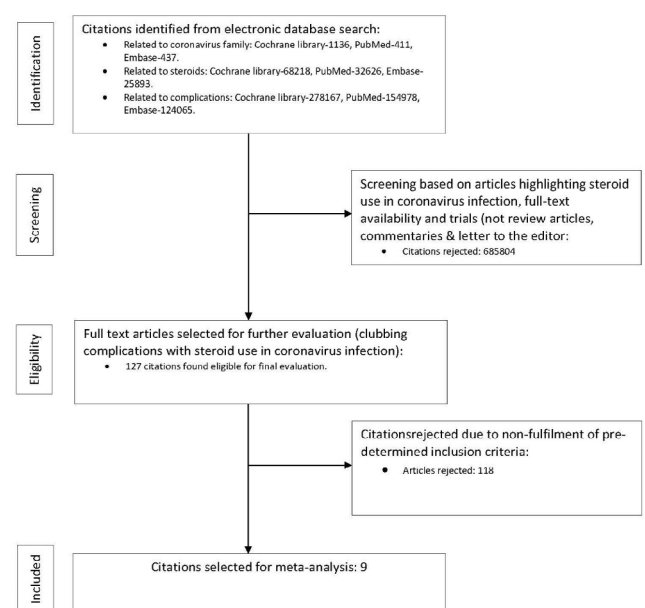 Identification
Citations identified from electronic database search:
• Related to coronavirus family: Cochrane library-1136, PubMed-411,
Embase-437.
• Related to steroids: Cochrane library-68218, PubMed-32626, Embase-
25893.
• Related to complications: Cochrane library-278167, PubMed-154978,
Embase-124065.
Screening
Screening based on articles highlighting steroid
use in coronavirus infection, full-text
availability and trials (not review articles,
commentaries & letter to the editor:
• Citations rejected: 685804
Eligibility
Full text articles selected for further evaluation (clubbing
complications with steroid use in coronavirus infection):
• 127 citations found eligible for final evaluation.
Citationsrejected due to non-fulfilment of pre-
determined inclusion criteria:
• Articles rejected: 118
Included
Citations selected for meta-analysis: 9